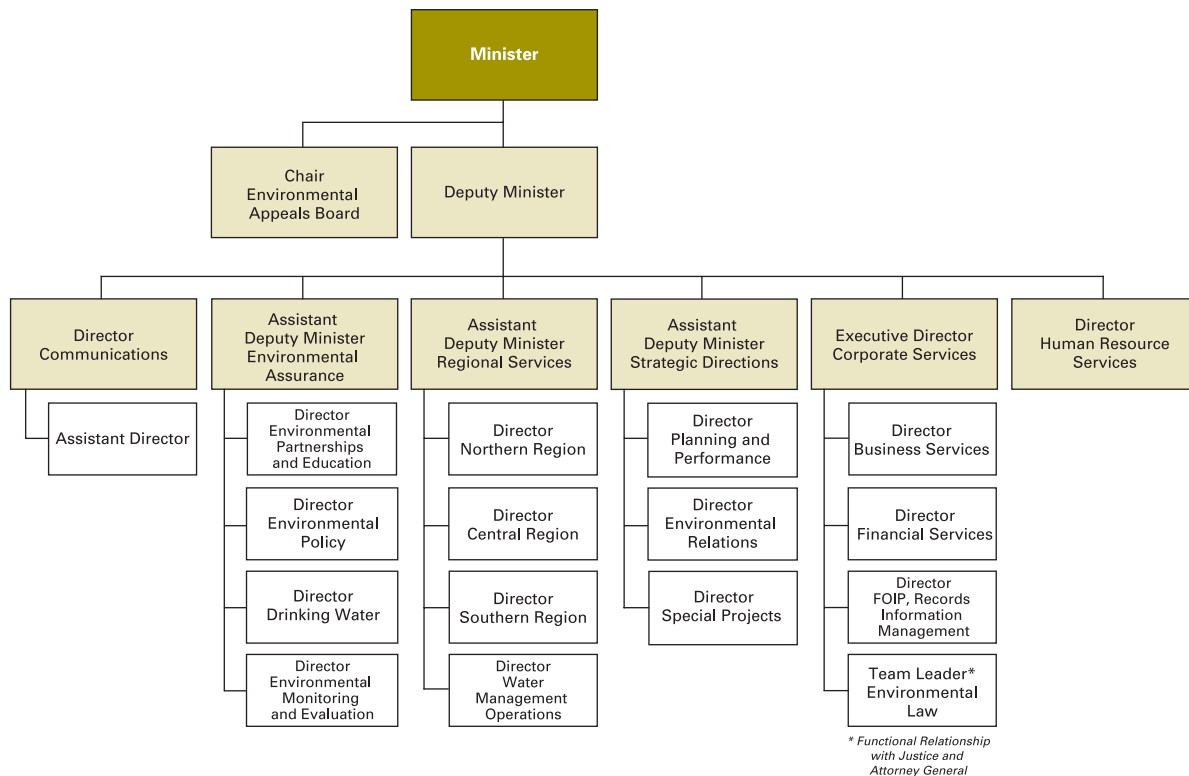 Minister
Chair
Environmental
Appeals Board
Deputy Minister
Director
Communications
Assistant
Deputy Minister
Environmental
Assurance
Assistant
Deputy Minister
Regional Services
Assistant
Deputy Minister
Strategic Directions
Executive Director
Corporate Services
Director
Human Resource
Services
Assistant Director
Director
Environmental
Partnerships
and Education
Director
Environmental
Policy
Director
Drinking Water
Director
Environmental
Monitoring
and Evaluation
Director
Northern Region
Director
Central Region
Director
Southern Region
Director
Water
Management
Operations
Director
Planning and
Performance
Director
Environmental
Relations
Director
Special Projects
Director
Business Services
Director
Financial Services
Director
FOIP, Records
Information
Management
Team Leader*
Environmental
Law
* Functional Relationship
with Justice and
Attorney General